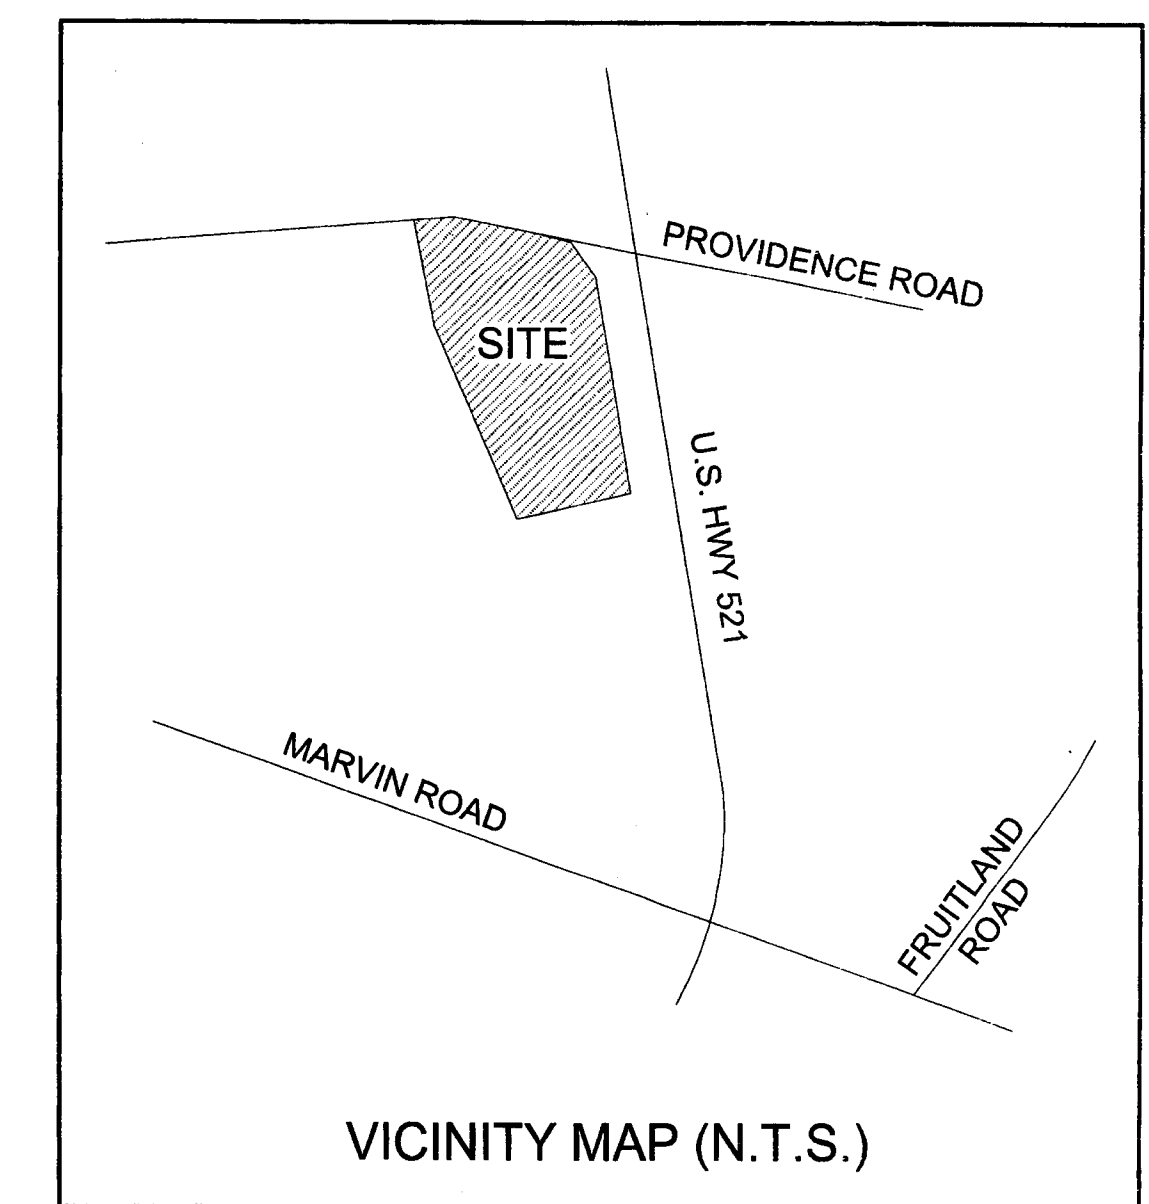 PROVIDENCE ROAD
SITE
U.S. HWY 521
MARVIN ROAD
FRUITLAND
ROAD
VICINITY MAP (N.T.S.)